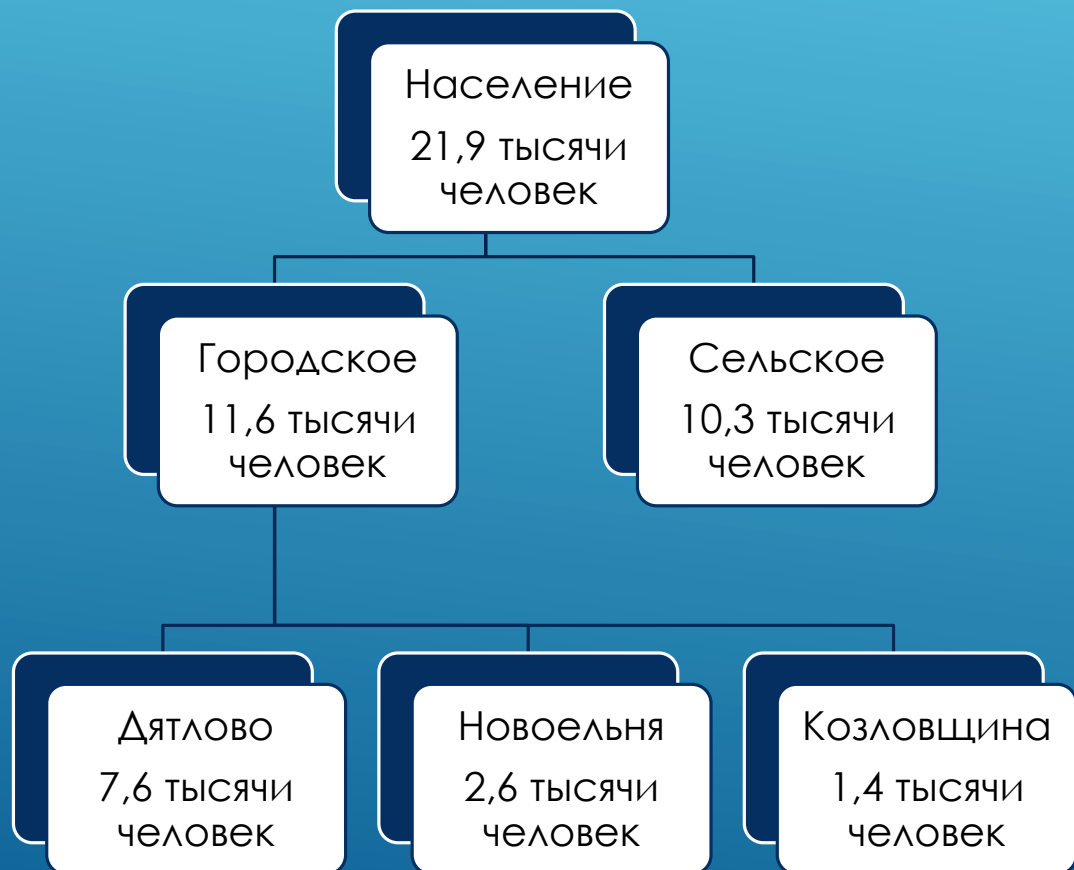 Население
21,9 тысячи
человек
Городское
11,6 тысячи
человек
Сельское
10,3 тысячи
человек
Дятлово
7,6 тысячи
человек
Новоельня
2,6 тысячи
человек
Козловщина
1,4 тысячи
человек